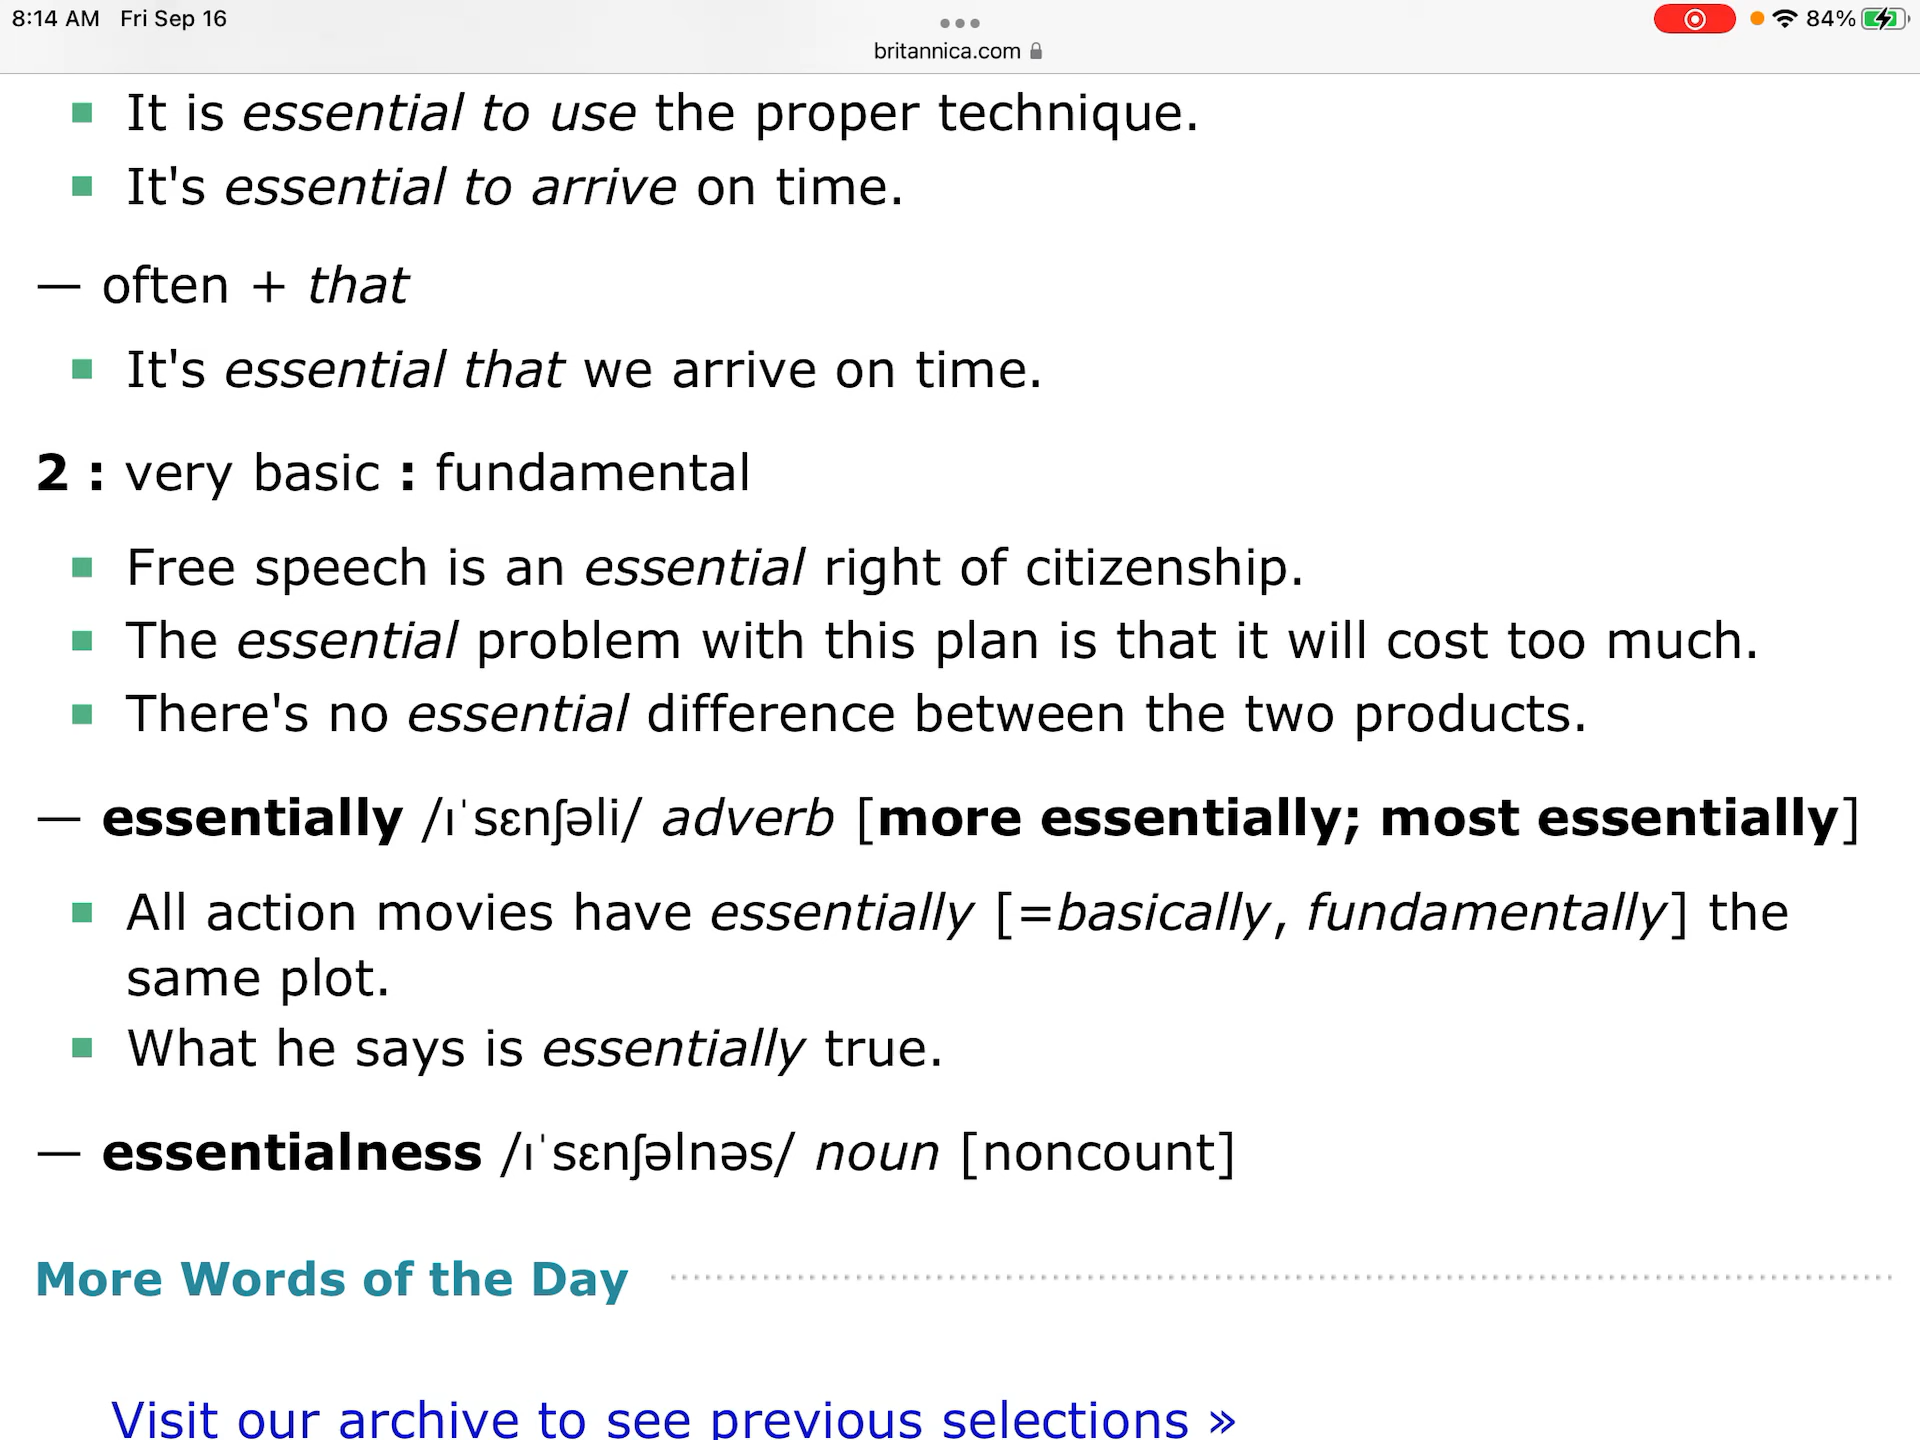 8:14 AM Fri Sep 16
84%
britannica.com
It is essential to use the proper technique.
It's essential to arrive on time.
— often + that
It's essential that we arrive on time.
2 : very basic : fundamental
Free speech is an essential right of citizenship.
The essential problem with this plan is that it will cost too much.
There's no essential difference between the two products.
— essentially /ɪˈsɛnʃəli/ adverb [more essentially; most essentially]
All action movies have essentially [=basically, fundamentally] the
same plot.
What he says is essentially true.
— essentialness /ɪˈsɛnʃəlnəs/ noun [noncount]
More Words of the Day
Visit our archive to see previous selections »